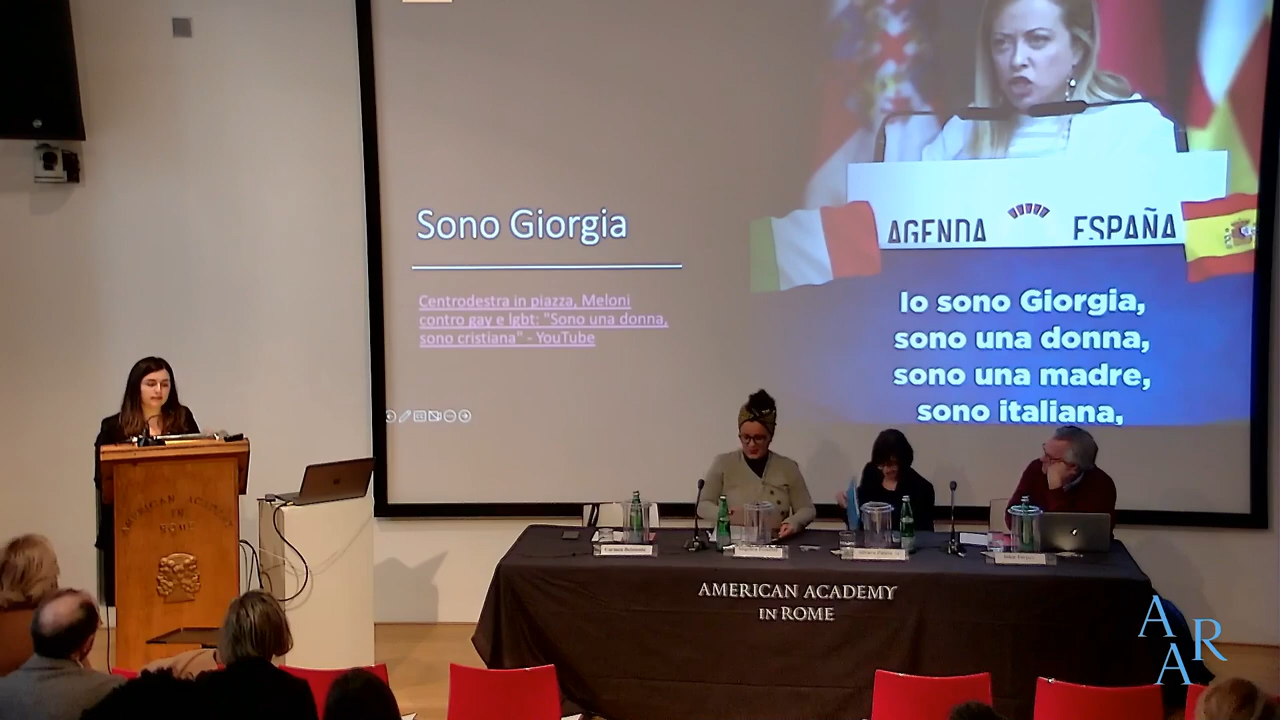 Sono Giorgia
Centrodestra in piazza, Meloni
contro gay e lgbt: "Sono una donna,
sono cristiana" - YouTube
AGENDA ESPAÑA
Io sono Giorgia,
sono una donna,
sono una madre,
sono italiana,
AMERICAN ACADEMY
IN
ROME
AMERICAN ACADEMY
IN ROME
A
A R